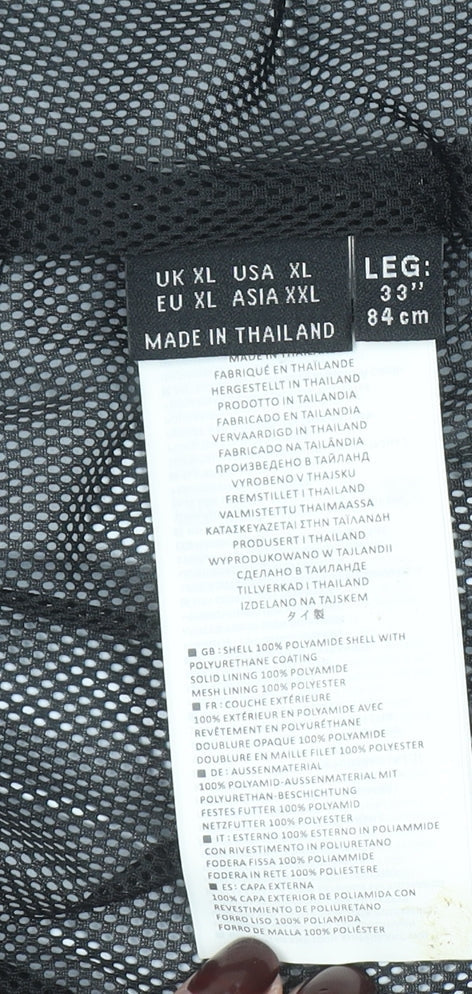 UK XL USA XL
EU XL ASIA XXL
MADE IN THAILAND
LEG:
33”
84 cm
MADE IN THAILAND
FABRIQUÉ EN THAÏLANDE
HERGESTELLT IN THAILAND
PRODOTTO IN TAILANDIA
FABRICADO EN TAILANDIA
VERVAARDIGD IN THAILAND
FABRICADO NA TAILÂNDIA
ПРОИЗВЕДЕНО В ТАЙЛАНД
VYROBENO V THAJSKU
FREMSTILLET I THAILAND
VALMISTETTU THAIMAASSA
ΚΑΤΑΣΚΕΥΑΖΕΤΑΙ ΣΤΗΝ ΤΑΪΛΑΝΔΗ
PRODUSERT I THAILAND
WYPRODUKOWANO W TAJLANDII
СДЕЛАНО В ТАИЛАНДЕ
TILLVERKAD I THAILAND
IZDELANO NA TAJSKEM
タイ製
■ GB : SHELL 100% POLYAMIDE SHELL WITH
POLYURETHANE COATING
SOLID LINING 100% POLYAMIDE
MESH LINING 100% POLYESTER
■ FR : COUCHE EXTÉRIEURE
100% EXTÉRIEUR EN POLYAMIDE AVEC
REVÊTEMENT EN POLYURÉTHANE
DOUBLURE OPAQUE 100% POLYAMIDE
DOUBLURE EN MAILLE FILET 100% POLYESTER
■ DE : AUSSENMATERIAL
100% POLYAMID-AUSSENMATERIAL MIT
POLYURETHAN-BESCHICHTUNG
FESTES FUTTER 100% POLYAMID
NETZFUTTER 100% POLYESTER
■ IT : ESTERNO 100% ESTERNO IN POLIAMMIDE
CON RIVESTIMENTO IN POLIURETANO
FODERA FISSA 100% POLIAMMIDE
FODERA IN RETE 100% POLIESTERE
■ ES : CAPA EXTERNA
100% CAPA EXTERIOR DE POLIAMIDA CON
REVESTIMIENTO DE POLIURETANO
FORRO LISO 100% POLIAMIDA
FORRO DE MALLA 100% POLIÉSTER